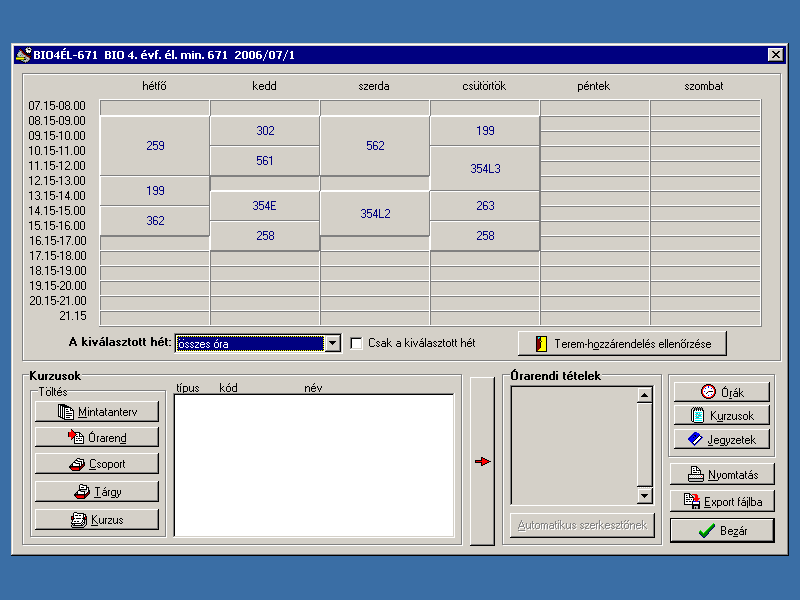 BIO4ÉL-671 BIO 4. évf. él. min. 671 2006/07/1
hétfő kedd szerda csütörtök péntek szombat
07.15-08.00
08.15-09.00
09.15-10.00
10.15-11.00
11.15-12.00
12.15-13.00
13.15-14.00
14.15-15.00
15.15-16.00
16.15-17.00
17.15-18.00
18.15-19.00
19.15-20.00
20.15-21.00
21.15
259
199
362
302
561
354E
258
562
354L2
199
354L3
263
258
A kiválasztott hét: összes óra Csak a kiválasztott hét Terem-hozzárendelés ellenőrzése
Kurzusok
Töltés
Mintatanterv
Órarend
Csoport
Tárgy
Kurzus
típus kód név
Órarendi tételek
Automatikus szerkesztőnek
Órák
Kurzusok
Jegyzetek
Nyomtatás
Export fájlba
Bezár